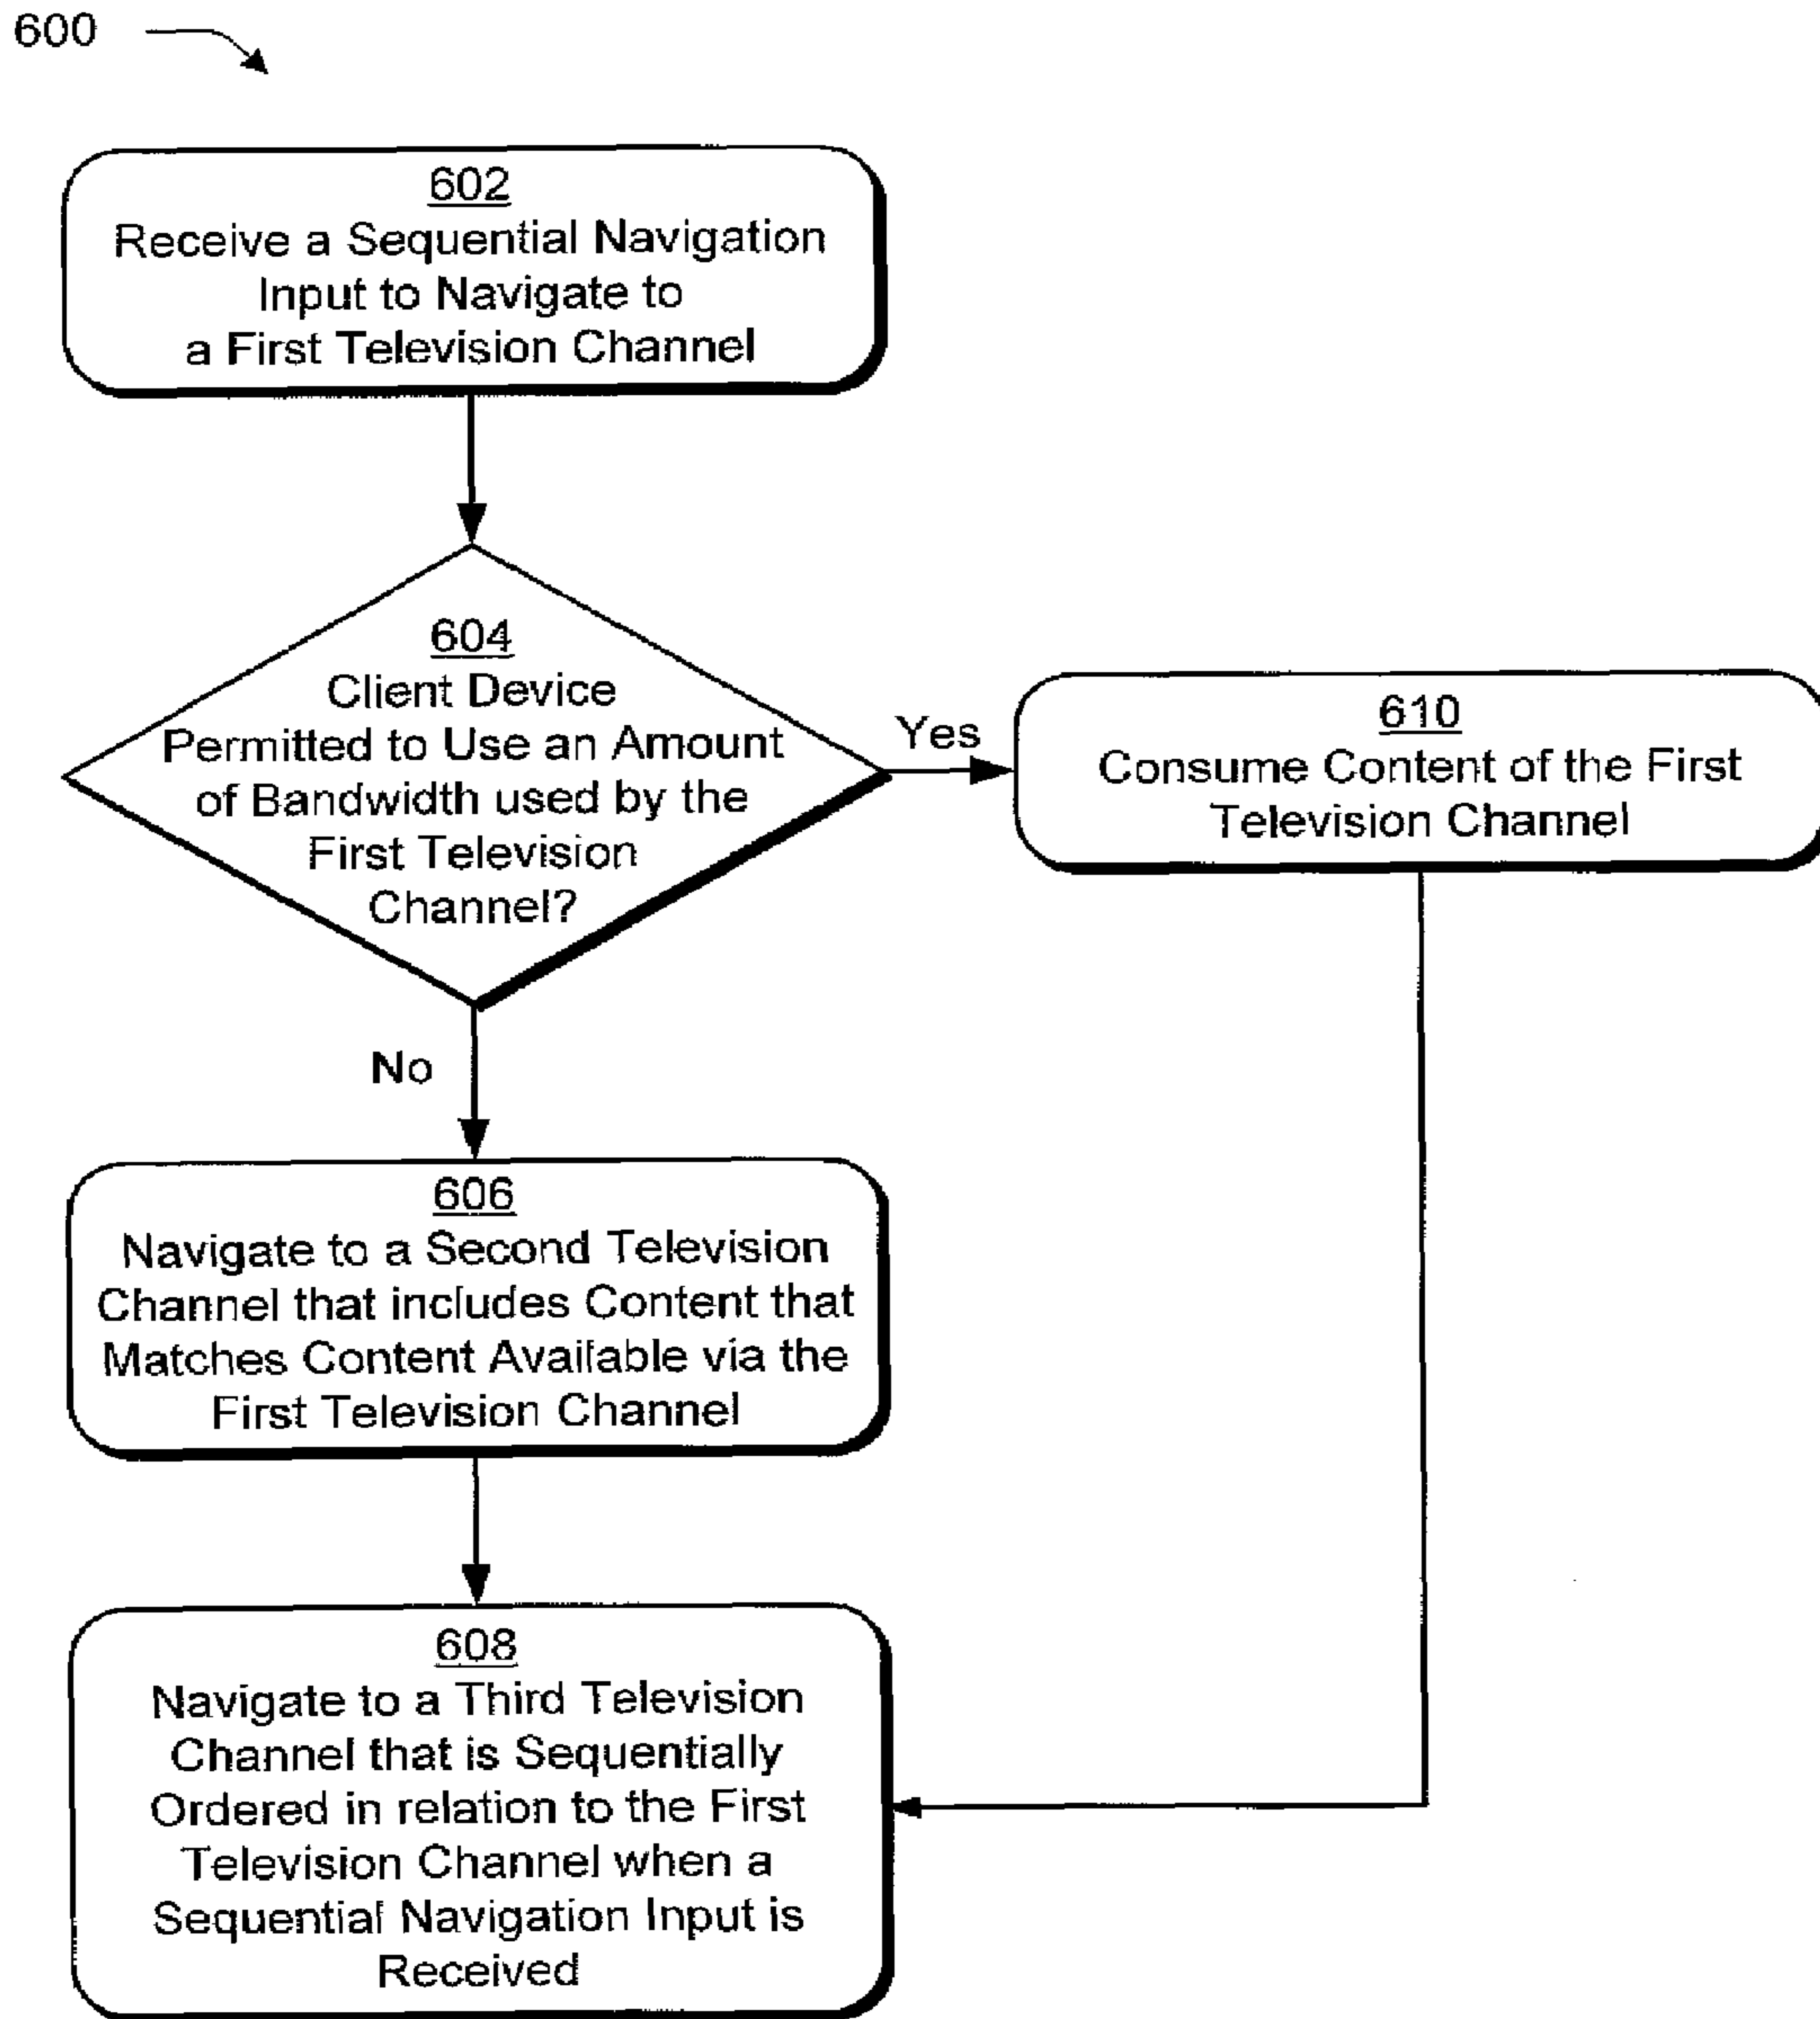 600
602
Receive a Sequential Navigation
Input to Navigate to
a First Television Channel
604
Client Device
Permitted to Use an Amount
of Bandwidth used by the
First Television
Channel?
Yes
610
Consume Content of the First
Television Channel
No
606
Navigate to a Second Television
Channel that includes Content that
Matches Content Available via the
First Television Channel
608
Navigate to a Third Television
Channel that is Sequentially
Ordered in relation to the First
Television Channel when a
Sequential Navigation Input is
Received